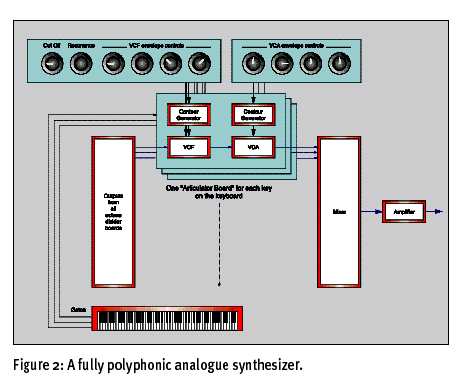 Cut Off Resonance VCF envelope controls
VCA envelope controls
Contour
Generator
Contour
Generator
VCF
VCA
One "Articulator Board" for each key
on the keyboard
Outputs
from
all
octave
divider
boards
Mixer
Amplifier
Gates
Figure 2: A fully polyphonic analogue synthesizer.